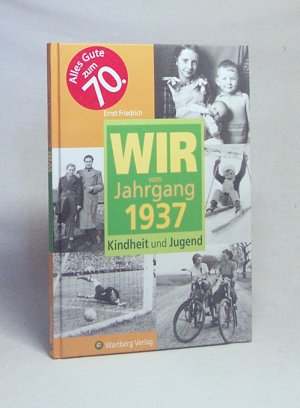 Alles Gute
zum
70.
Ernst Friedrich
WIR
vom
Jahrgang
1937
Kindheit und Jugend
Wartberg Verlag